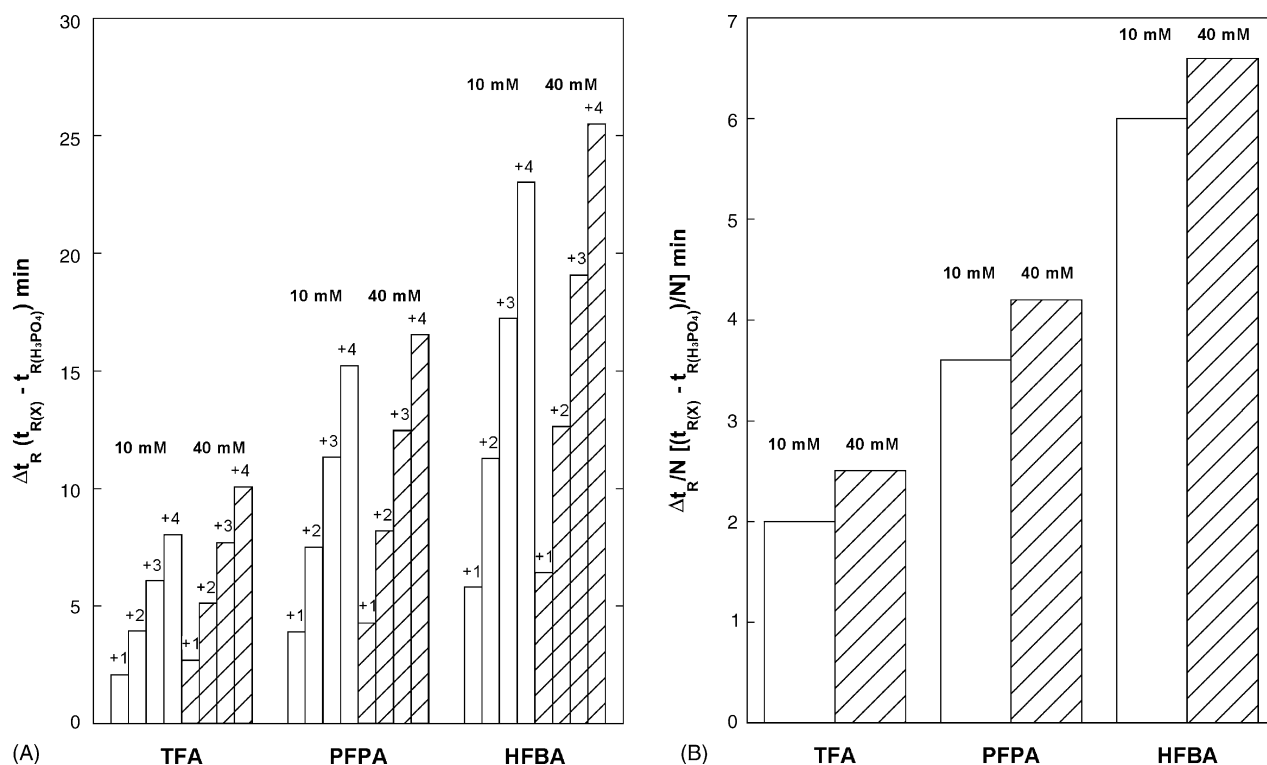 30
25
20
15
10
5
0
Δt_R (t_R(X) - t_R(H₃PO₄)) min
10 mM 40 mM
+1 +2 +3 +4 +1 +2 +3 +4
10 mM 40 mM
+1 +2 +3 +4 +1 +2 +3 +4
10 mM 40 mM
+1 +2 +3 +4 +1 +2 +3 +4
(A) TFA PFPA HFBA
7
6
5
4
3
2
1
0
Δt_R/N [(t_R(X) - t_R(H₃PO₄))/N] min
10 mM 40 mM
10 mM 40 mM
10 mM 40 mM
(B) TFA PFPA HFBA